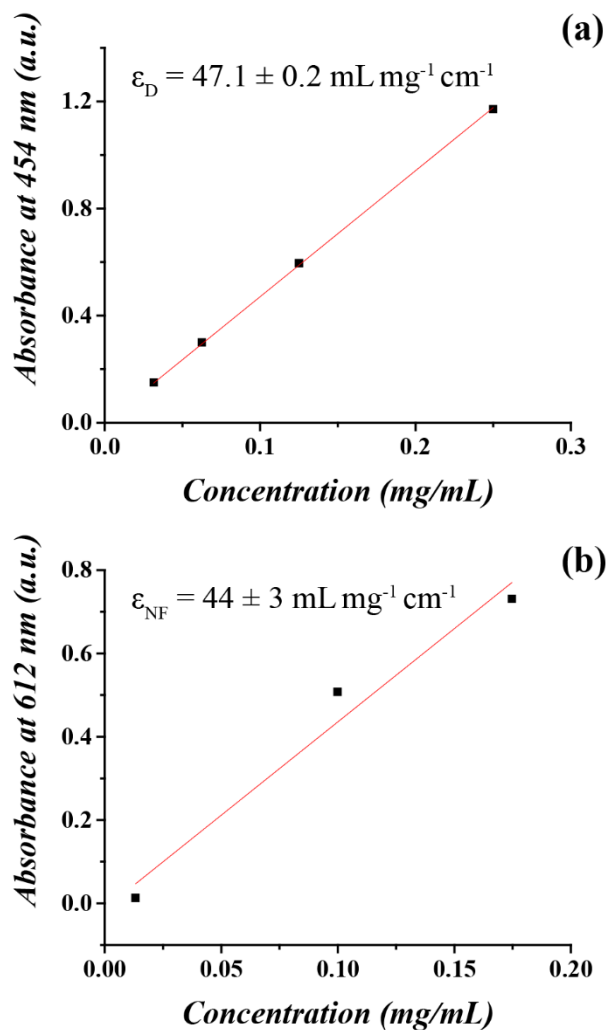 (a)
ε_D = 47.1 ± 0.2 mL mg⁻¹ cm⁻¹
Absorbance at 454 nm (a.u.)
1.2
0.8
0.4
0.0
0.0 0.1 0.2 0.3
Concentration (mg/mL)
(b)
ε_NF = 44 ± 3 mL mg⁻¹ cm⁻¹
Absorbance at 612 nm (a.u.)
0.8
0.6
0.4
0.2
0.0
0.00 0.05 0.10 0.15 0.20
Concentration (mg/mL)